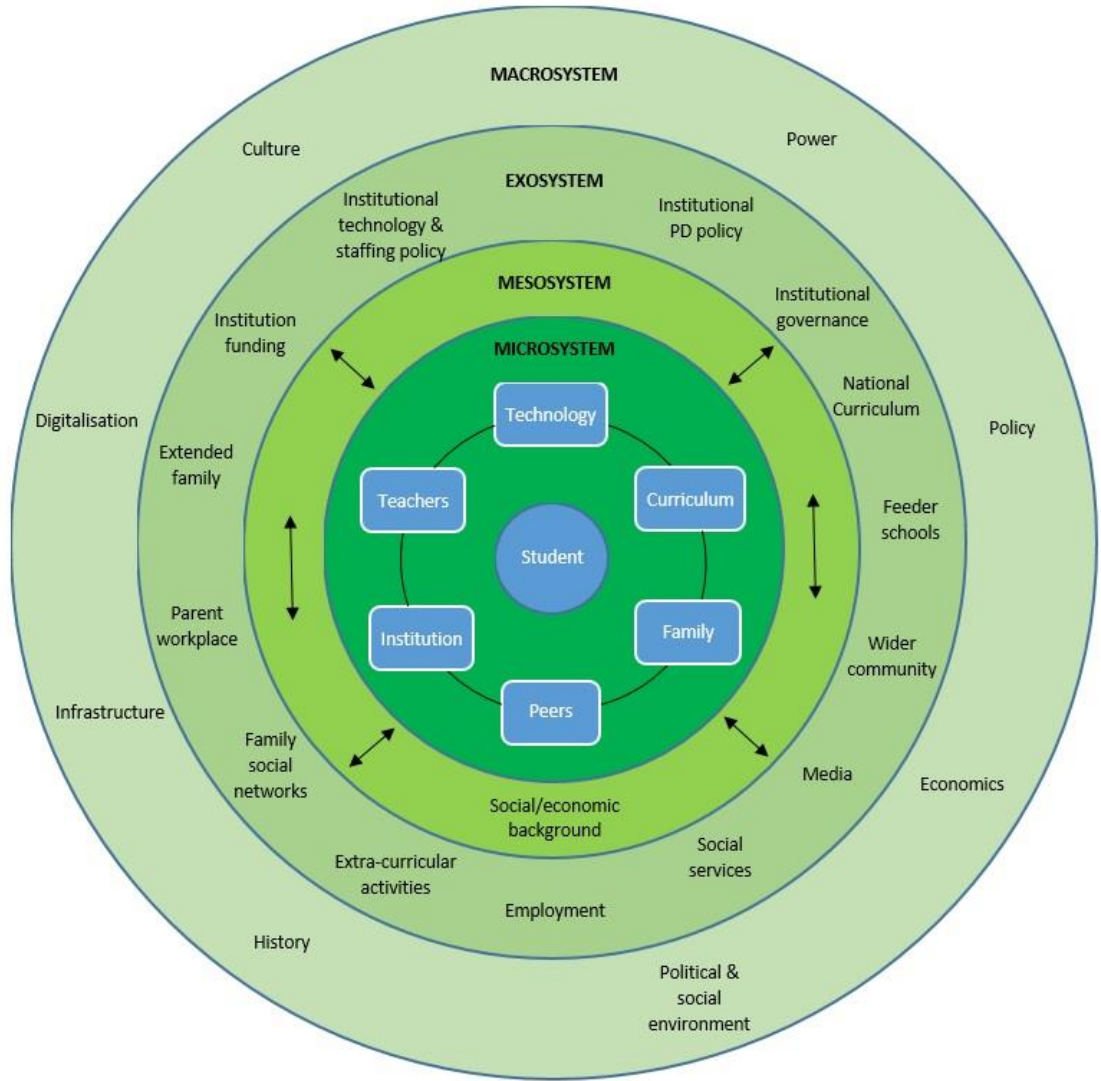 MACROSYSTEM
Power
Culture
EXOSYSTEM
Institutional
technology &
staffing policy
Institutional
PD policy
MESOSYSTEM
Institutional
governance
Institution
funding
MICROSYSTEM
National
Curriculum
Technology
Digitalisation
Policy
Extended
family
Teachers
Curriculum
Feeder
schools
Student
Parent
workplace
Institution
Family
Wider
community
Infrastructure
Peers
Family
social
networks
Media
Economics
Social/economic
background
Social
services
Extra-curricular
activities
Employment
History
Political &
social
environment